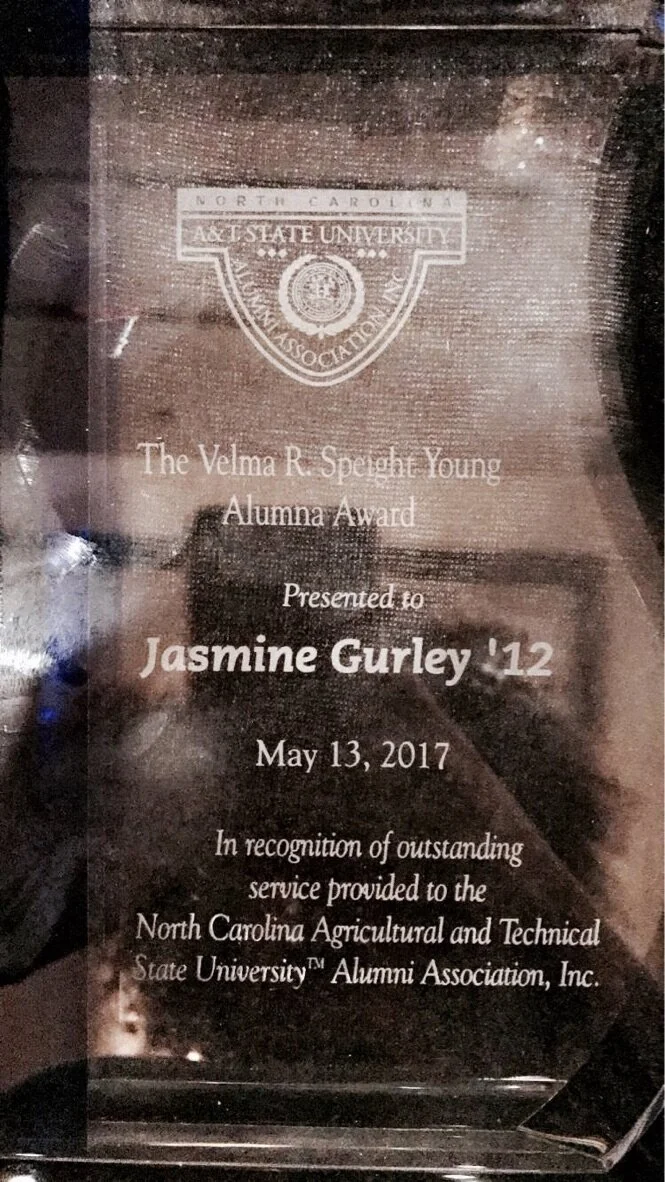 NORTH CAROLINA
A&T STATE UNIVERSITY
ALUMNI ASSOCIATION, INC.
The Velma R. Speight Young
Alumna Award
Presented to
Jasmine Gurley '12
May 13, 2017
In recognition of outstanding
service provided to the
North Carolina Agricultural and Technical
State University™ Alumni Association, Inc.